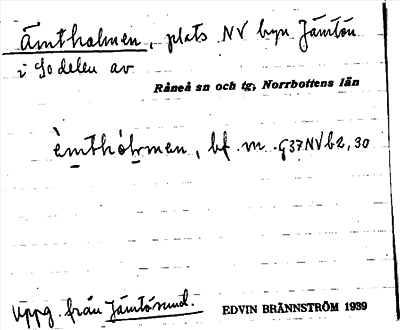 Ämtholmen, plats NV byn Jämtön
i So delen av
Råneå sn och tg, Norrbottens län
èmthòlmen, bf. m. G37NVb2,30
Uppg. från Jämtösund.
EDVIN BRÄNNSTRÖM 1939